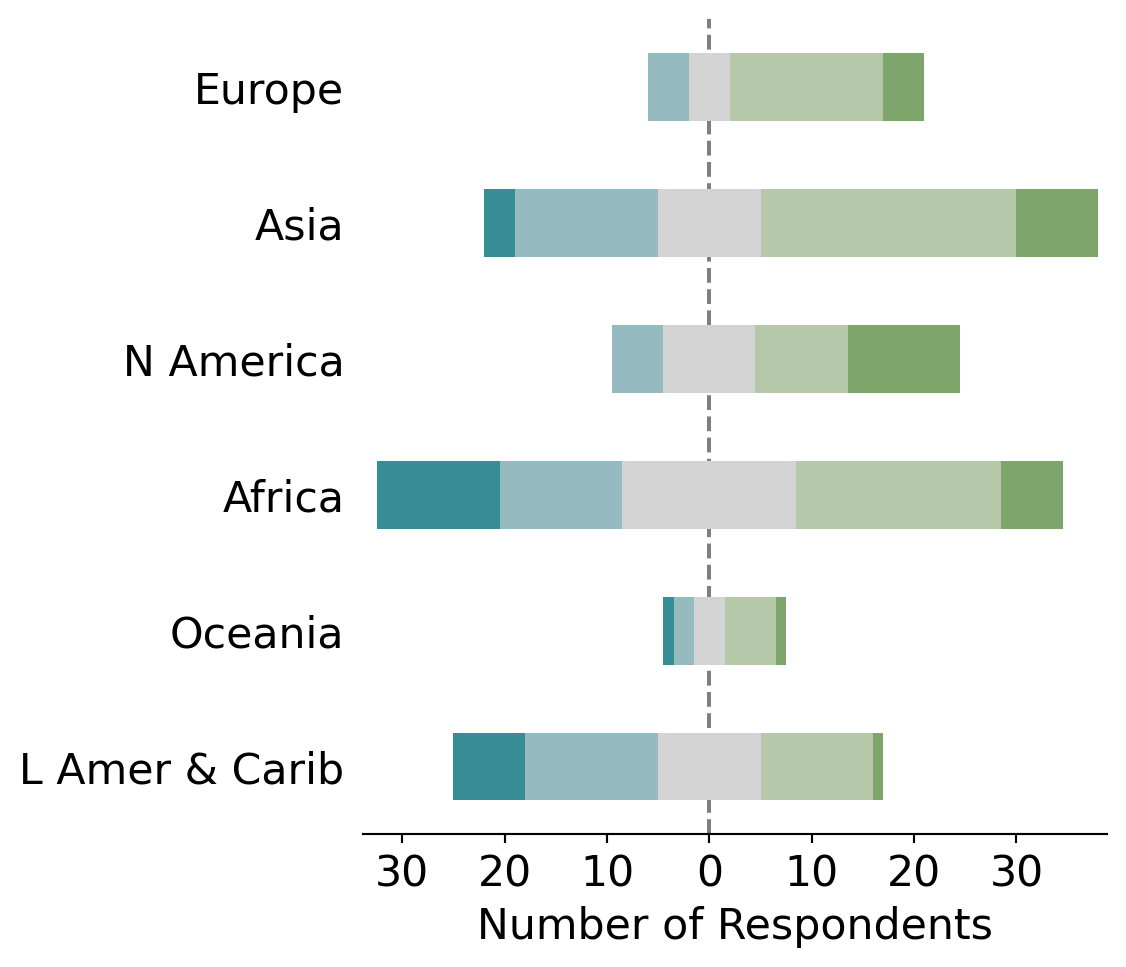 Europe
Asia
N America
Africa
Oceania
L Amer & Carib
30 20 10 0 10 20 30
Number of Respondents